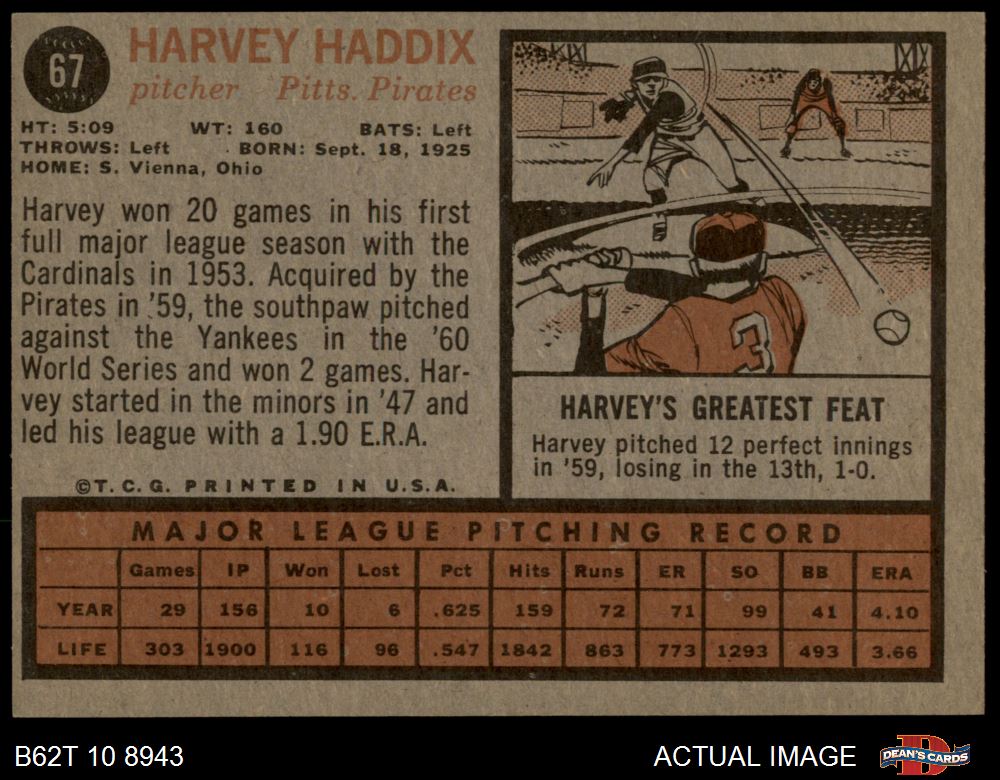 67
HARVEY HADDIX
pitcher Pitts. Pirates
HT: 5:09 WT: 160 BATS: Left
THROWS: Left BORN: Sept. 18, 1925
HOME: S. Vienna, Ohio
Harvey won 20 games in his first
full major league season with the
Cardinals in 1953. Acquired by the
Pirates in '59, the southpaw pitched
against the Yankees in the '60
World Series and won 2 games. Har-
vey started in the minors in '47 and
led his league with a 1.90 E.R.A.
©T.C.G. PRINTED IN U.S.A.
3
HARVEY'S GREATEST FEAT
Harvey pitched 12 perfect innings
in '59, losing in the 13th, 1-0.
MAJOR LEAGUE PITCHING RECORD
Games IP Won Lost Pct Hits Runs ER SO BB ERA
YEAR 29 156 10 6 .625 159 72 71 99 41 4.10
LIFE 303 1900 116 96 .547 1842 863 773 1293 493 3.66
B62T 10 8943 ACTUAL IMAGE D DEAN'S CARDS